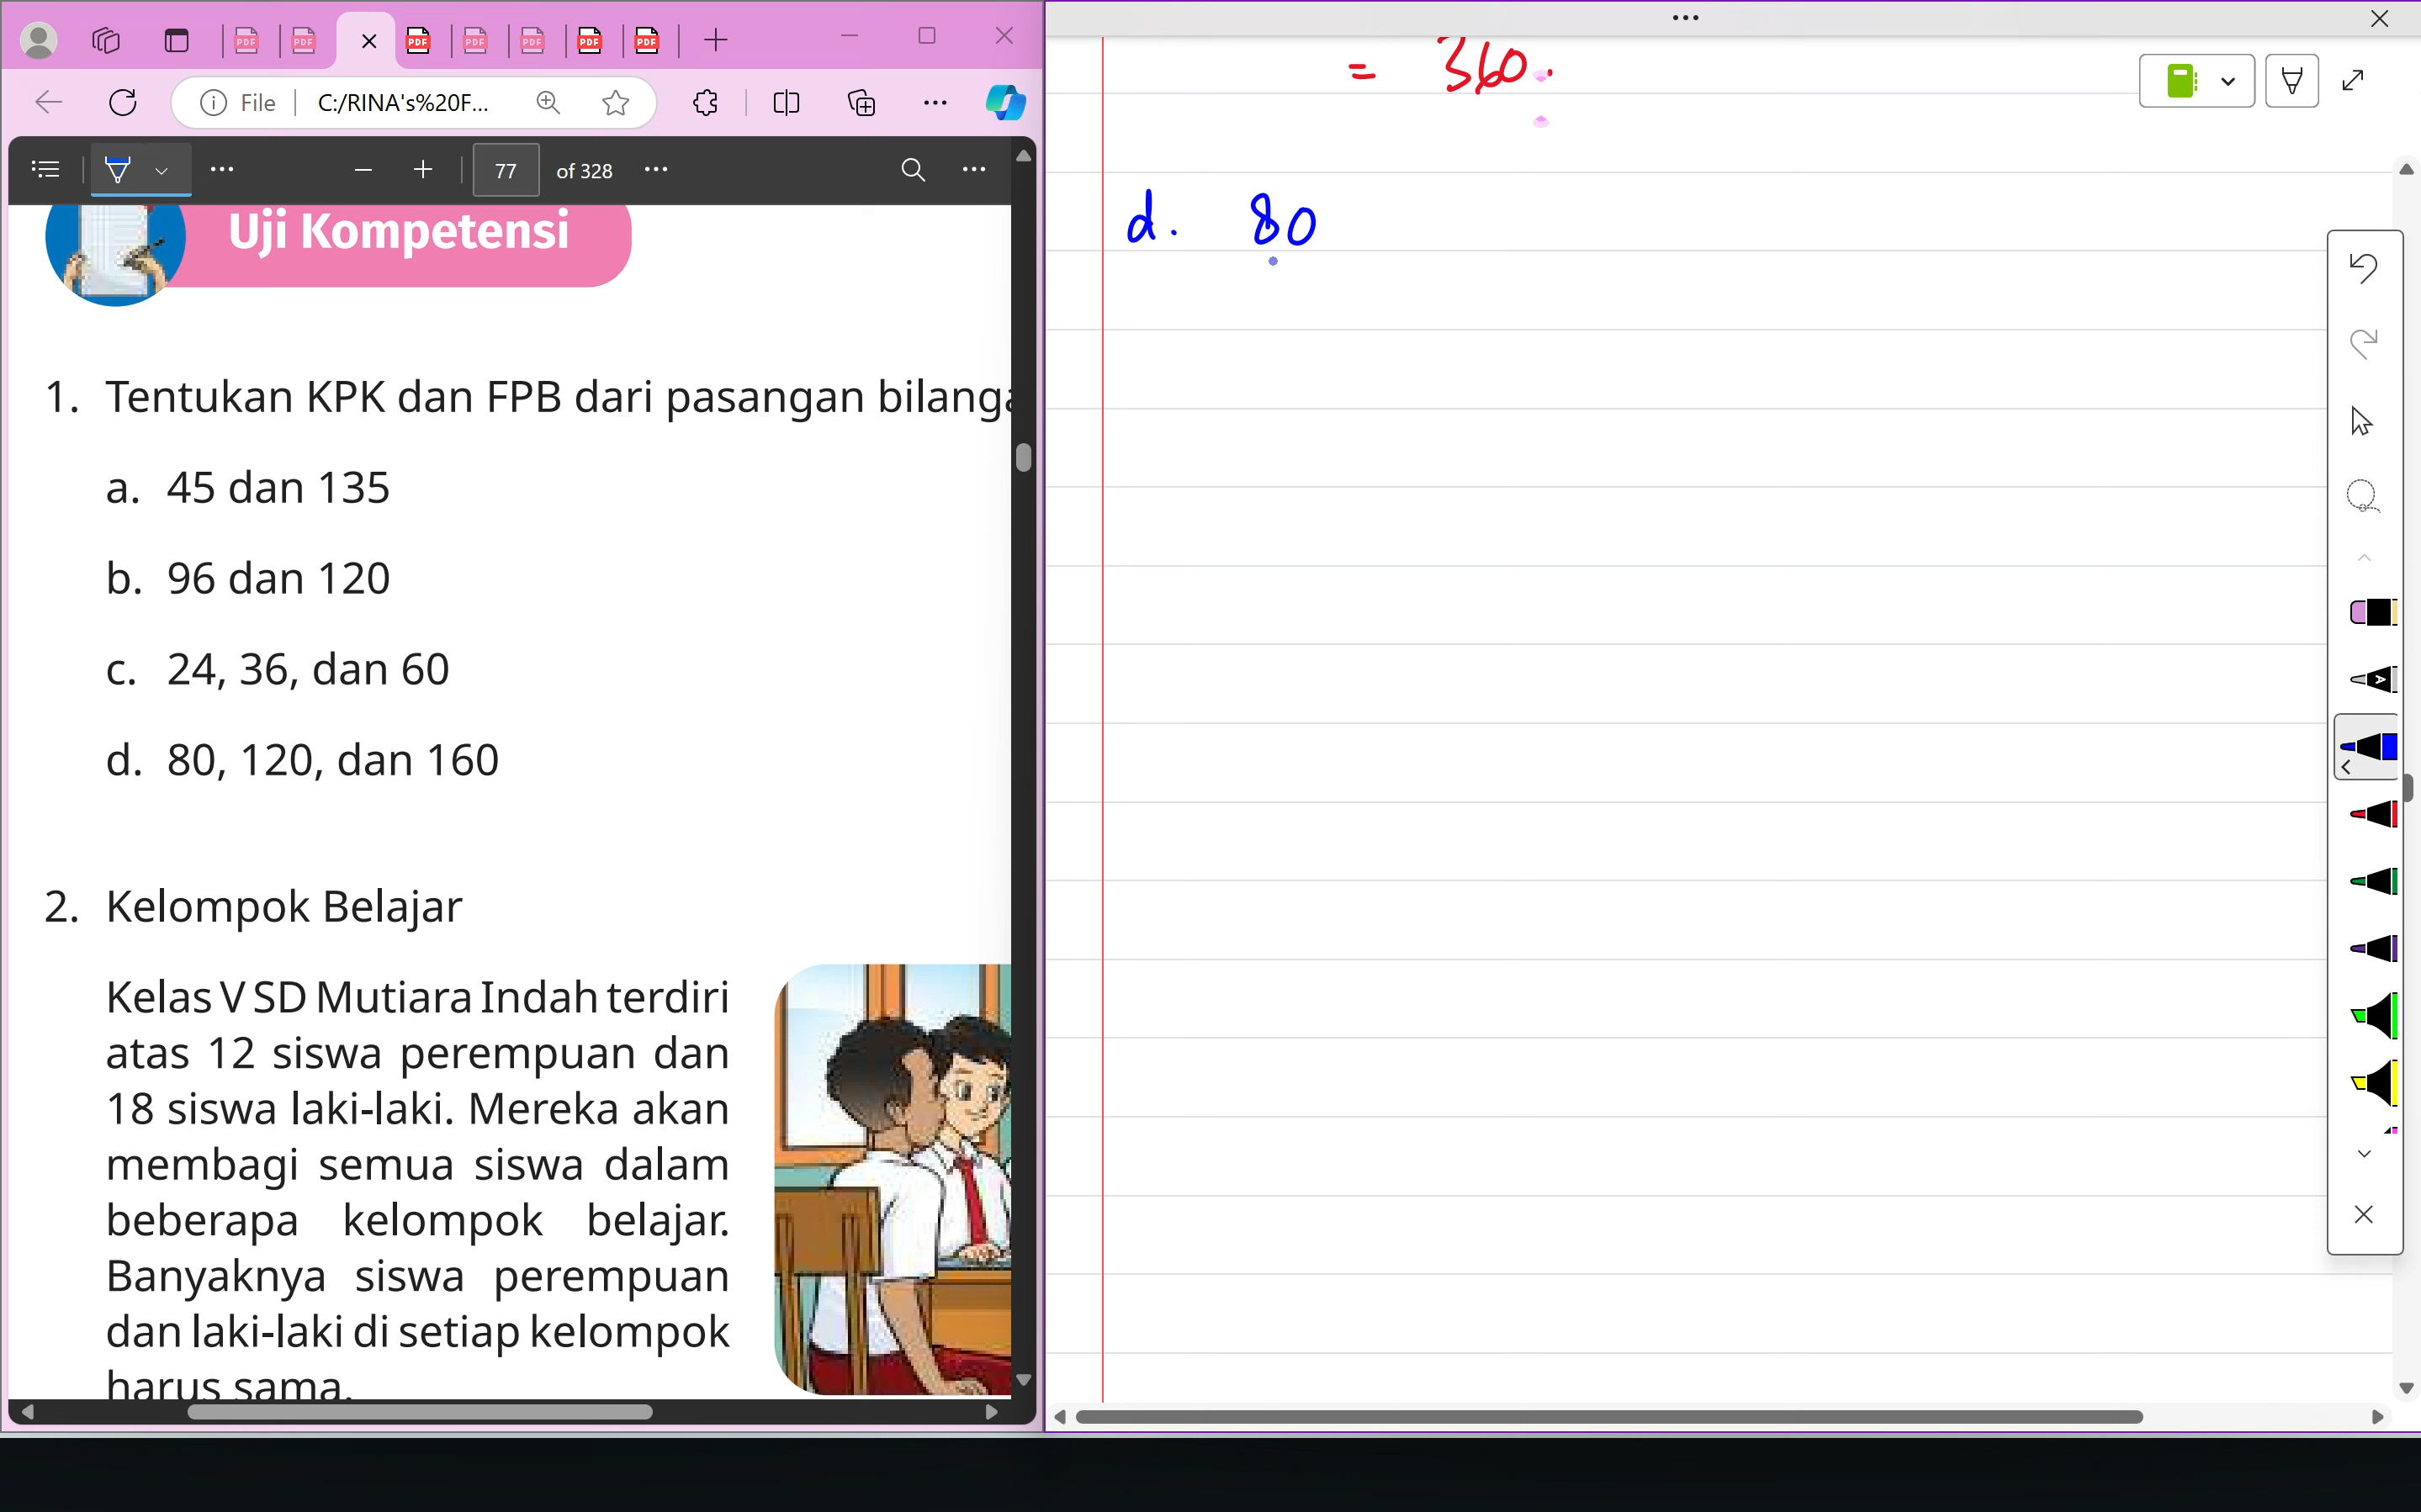 File
C:/RINA's%20F...
77 of 328
Uji Kompetensi
1. Tentukan KPK dan FPB dari pasangan
a. 45 dan 135
b. 96 dan 120
c. 24, 36, dan 60
d. 80, 120, dan 160
2. Kelompok Belajar
Kelas V SD Mutiara Indah terdiri
atas 12 siswa perempuan dan
18 siswa laki-laki. Mereka akan
membagi semua siswa dalam
beberapa kelompok belajar.
Banyaknya siswa perempuan
dan laki-laki di setiap kelompok
harus sama.
= 360.
d. 80